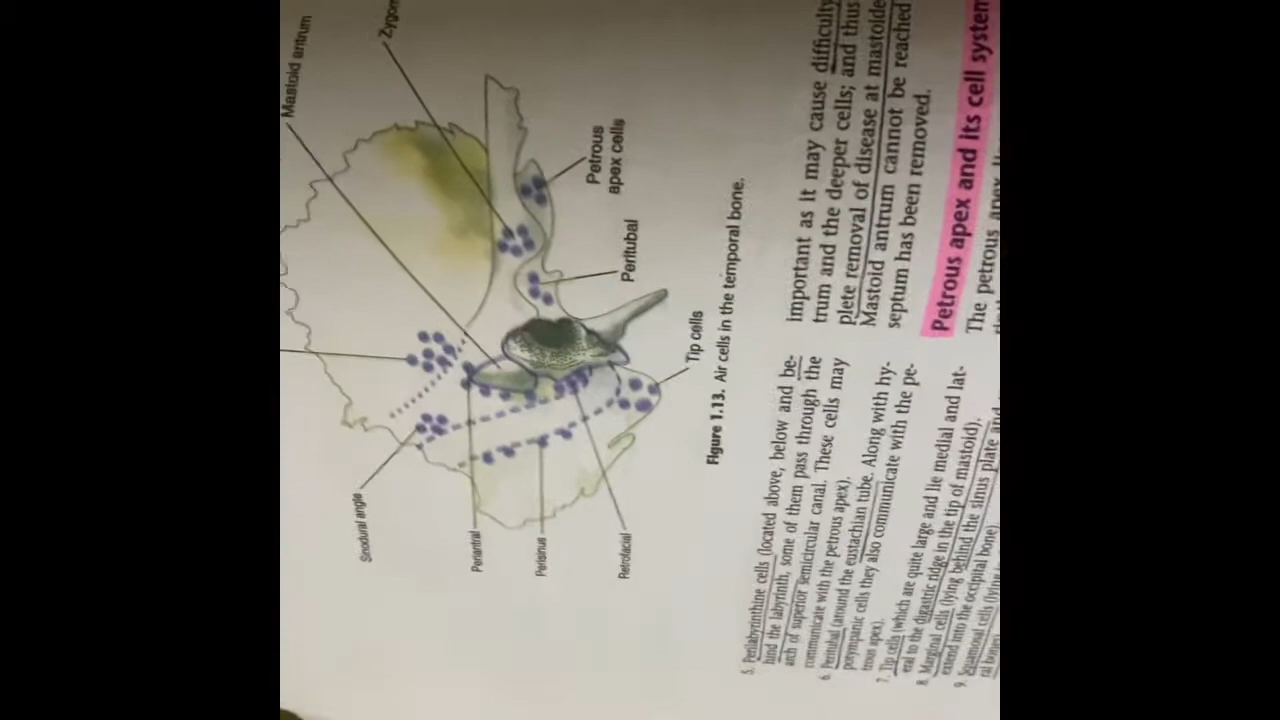 Mastoid antrum
Petrous
apex cells
Peritubal
Tip cells
Sinodural angle
Periantral
Perisinus
Retrofacial
Figure 1.13. Air cells in the temporal bone.
5. Perilabyrinthine cells (located above, below and be-
hind the labyrinth, some of them pass through the
arch of superior semicircular canal. These cells may
communicate with the petrous apex).
6. Peritubal (around the eustachian tube. Along with hy-
potympanic cells they also communicate with the pe-
trous apex).
7. Tip cells (which are quite large and lie medial and lat-
eral to the digastric ridge in the tip of mastoid).
8. Marginal cells (lying behind the sinus plate and
extend into the occipital bone).
9. Squamous cells (lying
important as it may cause difficulty
trum and the deeper cells; and thus
plete removal of disease at mastoide
Mastoid antrum cannot be reached
septum has been removed.
Petrous apex and its cell system
The petrous apex